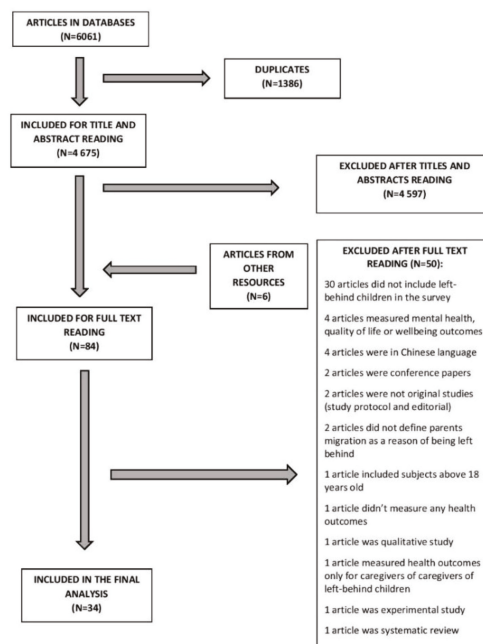 ARTICLES IN DATABASES
(N=6061)
DUPLICATES
(N=1386)
INCLUDED FOR TITLE AND
ABSTRACT READING
(N=4 675)
EXCLUDED AFTER TITLES AND
ABSTRACTS READING
(N=4 597)
ARTICLES FROM
OTHER
RESOURCES
(N=6)
INCLUDED FOR FULL TEXT
READING
(N=84)
EXCLUDED AFTER FULL TEXT
READING (N=50):
30 articles did not include left-
behind children in the survey
4 articles measured mental health,
quality of life or wellbeing outcomes
4 articles were in Chinese language
2 articles were conference papers
2 articles were not original studies
(study protocol and editorial)
2 articles did not define parents
migration as a reason of being left
behind
1 article included subjects above 18
years old
1 article didn't measure any health
outcomes
1 article was qualitative study
1 article measured health outcomes
only for caregivers of caregivers of
left-behind children
1 article was experimental study
1 article was systematic review
INCLUDED IN THE FINAL
ANALYSIS
(N=34)